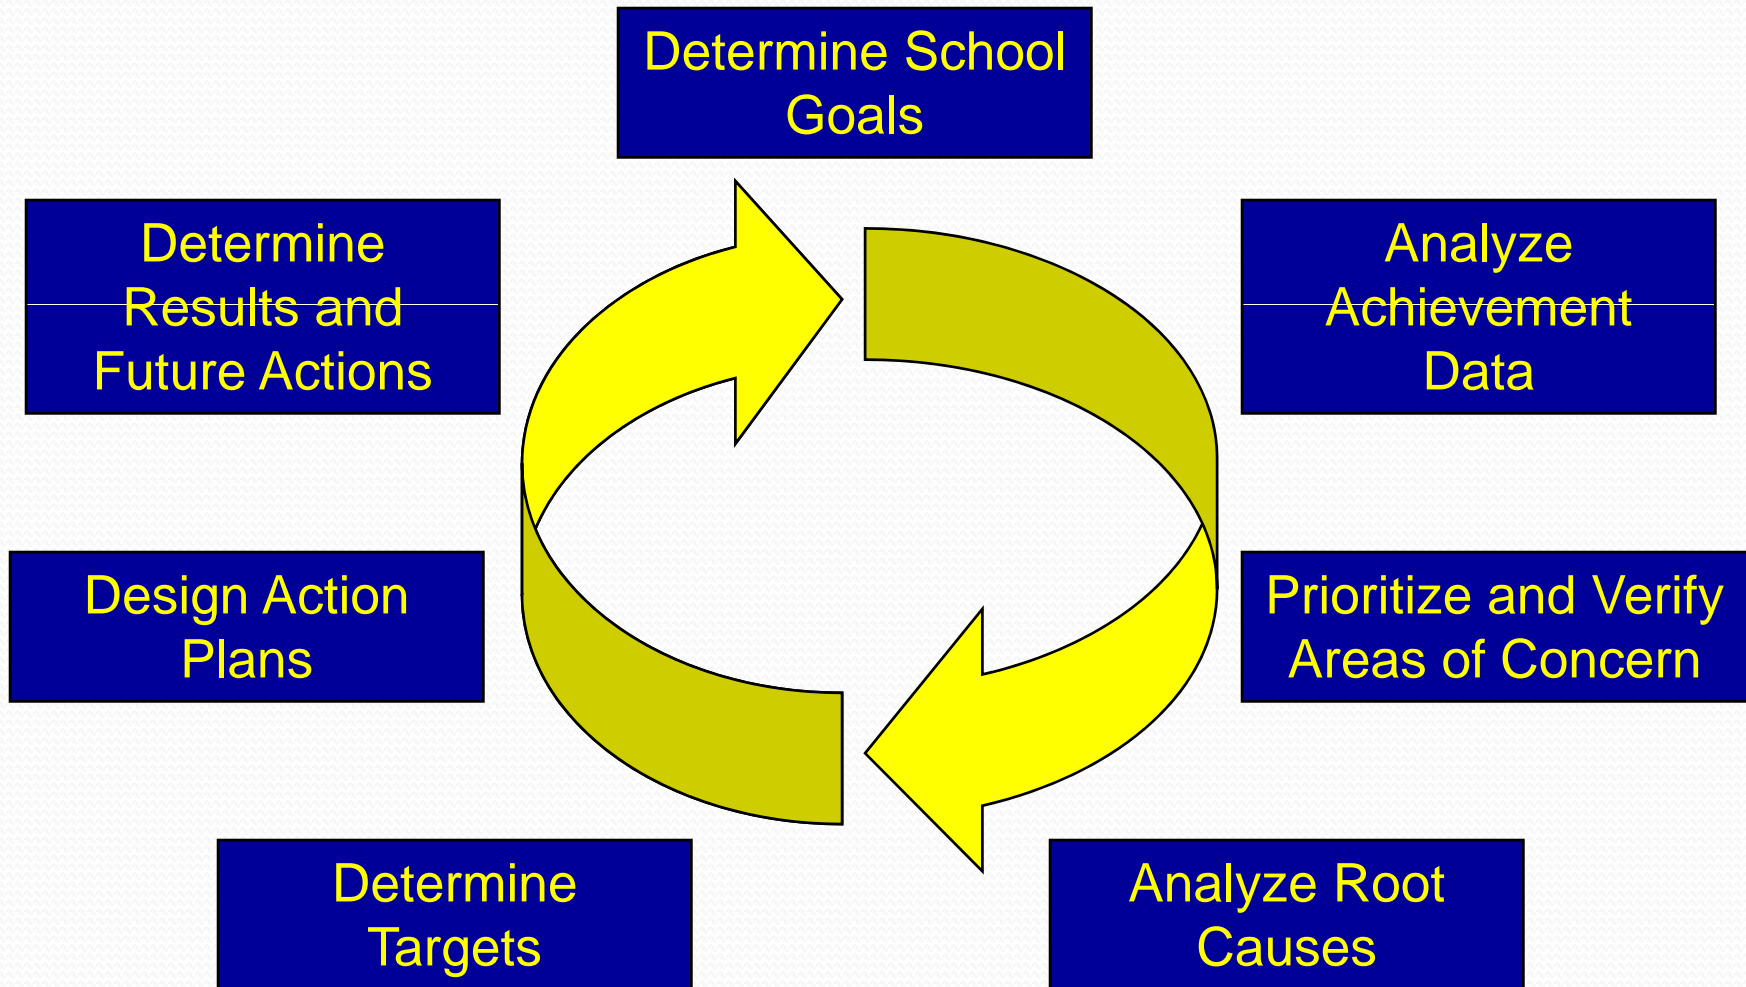 Determine School
Goals
Analyze
Achievement
Data
Prioritize and Verify
Areas of Concern
Analyze Root
Causes
Determine
Targets
Design Action
Plans
Determine
Results and
Future Actions